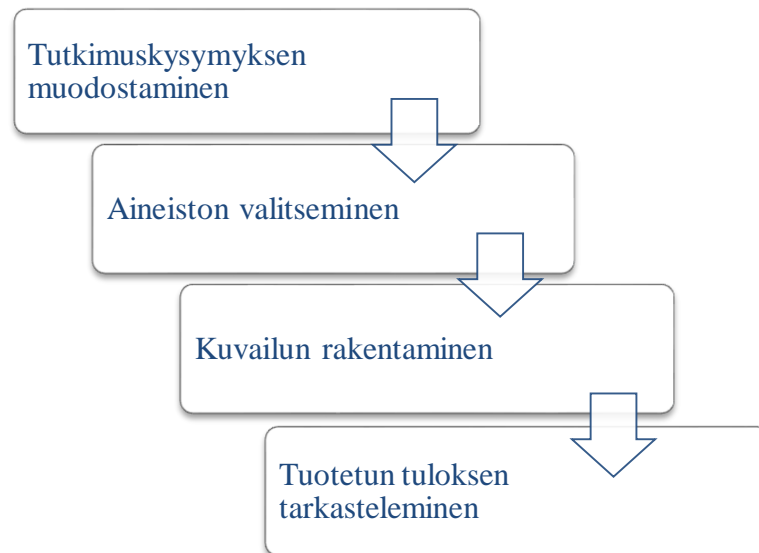 Tutkimuskysymyksen
muodostaminen
Aineiston valitseminen
Kuvailun rakentaminen
Tuotetun tuloksen
tarkasteleminen